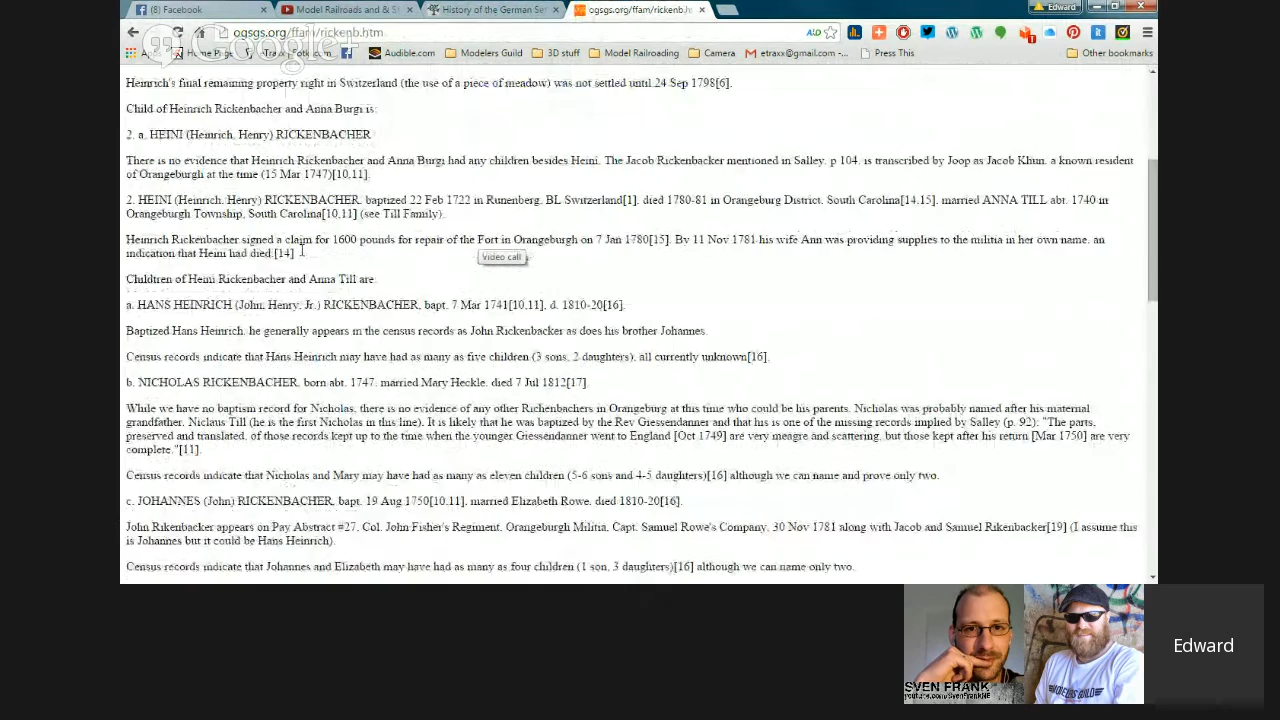 Facebook
Model Railroads and & St
History of the German Se
ogsgs.org/ffam/rickenb.h
Edward
ogsgs.org/ffam/rickenb.htm
Home Page
Audible.com
Modelers Guild
3D stuff
Model Railroading
Camera
etraxx@gmail.com -
Press This
Other bookmarks
Heinrich's final remaining property right in Switzerland (the use of a piece of meadow) was not settled until 24 Sep 1798[6].
Child of Heinrich Rickenbacher and Anna Burgi is:
2. a. HEINI (Heinrich, Henry) RICKENBACHER
There is no evidence that Heinrich Rickenbacher and Anna Burgi had any children besides Heini. The Jacob Rickenbacker mentioned in Salley, p 104, is transcribed by Joop as Jacob Khun, a known resident
of Orangeburgh at the time (15 Mar 1747)[10,11].
2. HEINI (Heinrich, Henry) RICKENBACHER, baptized 22 Feb 1722 in Runenberg, BL Switzerland[1], died 1780-81 in Orangeburg District, South Carolina[14,15], married ANNA TILL abt. 1740 in
Orangeburgh Township, South Carolina[10,11] (see Till Family).
Heinrich Rickenbacher signed a claim for 1600 pounds for repair of the Fort in Orangeburgh on 7 Jan 1780[15]. By 11 Nov 1781 his wife Ann was providing supplies to the militia in her own name, an
indication that Heini had died.[14]
Video call
Children of Heini Rickenbacher and Anna Till are:
a. HANS HEINRICH (John, Henry, Jr.) RICKENBACHER, bapt. 7 Mar 1741[10,11], d. 1810-20[16].
Baptized Hans Heinrich, he generally appears in the census records as John Rickenbacker as does his brother Johannes.
Census records indicate that Hans Heinrich may have had as many as five children (3 sons, 2 daughters), all currently unknown[16].
b. NICHOLAS RICKENBACHER, born abt. 1747, married Mary Heckle, died 7 Jul 1812[17].
While we have no baptism record for Nicholas, there is no evidence of any other Richenbachers in Orangeburg at this time who could be his parents. Nicholas was probably named after his maternal
grandfather, Niclaus Till (he is the first Nicholas in this line). It is likely that he was baptized by the Rev Giessendanner and that his is one of the missing records implied by Salley (p. 92): "The parts,
preserved and translated, of those records kept up to the time when the younger Giessendanner went to England [Oct 1749] are very meagre and scattering, but those kept after his return [Mar 1750] are very
complete."[11].
Census records indicate that Nicholas and Mary may have had as many as eleven children (5-6 sons and 4-5 daughters)[16] although we can name and prove only two.
c. JOHANNES (John) RICKENBACHER, bapt. 19 Aug 1750[10,11], married Elizabeth Rowe, died 1810-20[16].
John Rikenbacker appears on Pay Abstract #27, Col. John Fisher's Regiment, Orangeburgh Militia, Capt. Samuel Rowe's Company, 30 Nov 1781 along with Jacob and Samuel Rikenbacker[19] (I assume this
is Johannes but it could be Hans Heinrich).
Census records indicate that Johannes and Elizabeth may have had as many as four children (1 son, 3 daughters)[16] although we can name only two.
SVEN FRANK
youtube.com/SvenFrankNE
Edward